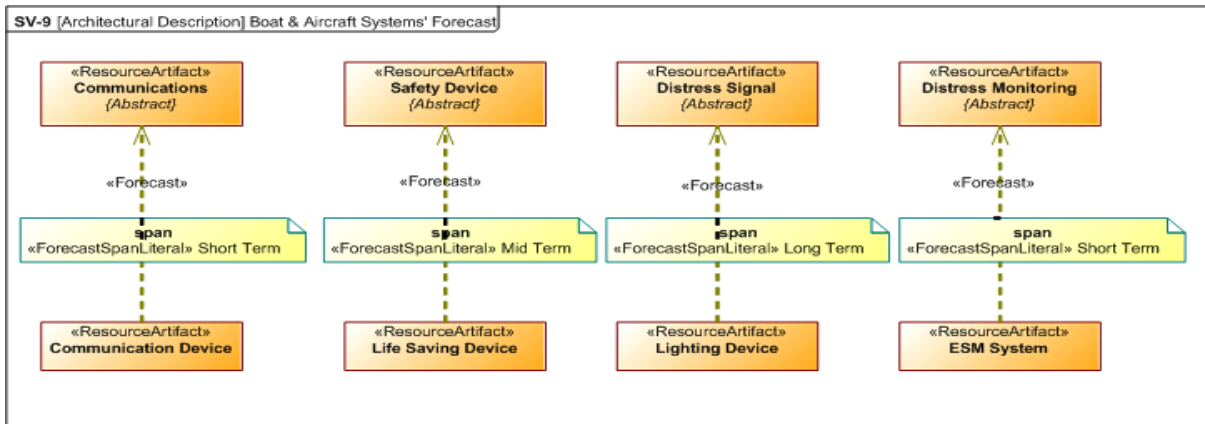 SV-9 [Architectural Description] Boat & Aircraft Systems' Forecast
«ResourceArtifact»
Communications
{Abstract}
«Forecast»
span
«ForecastSpanLiteral» Short Term
«ResourceArtifact»
Communication Device
«ResourceArtifact»
Safety Device
{Abstract}
«Forecast»
span
«ForecastSpanLiteral» Mid Term
«ResourceArtifact»
Life Saving Device
«ResourceArtifact»
Distress Signal
{Abstract}
«Forecast»
span
«ForecastSpanLiteral» Long Term
«ResourceArtifact»
Lighting Device
«ResourceArtifact»
Distress Monitoring
{Abstract}
«Forecast»
span
«ForecastSpanLiteral» Short Term
«ResourceArtifact»
ESM System